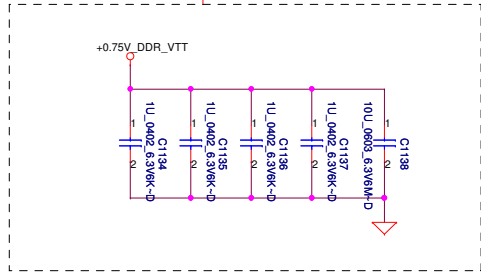 +0.75V_DDR_VTT
1
1
1
1
1
2
2
2
2
2
C1134
1U_0402_6.3V6K~D
C1135
1U_0402_6.3V6K~D
C1136
1U_0402_6.3V6K~D
C1137
1U_0402_6.3V6K~D
C1138
10U_0603_6.3V6M~D